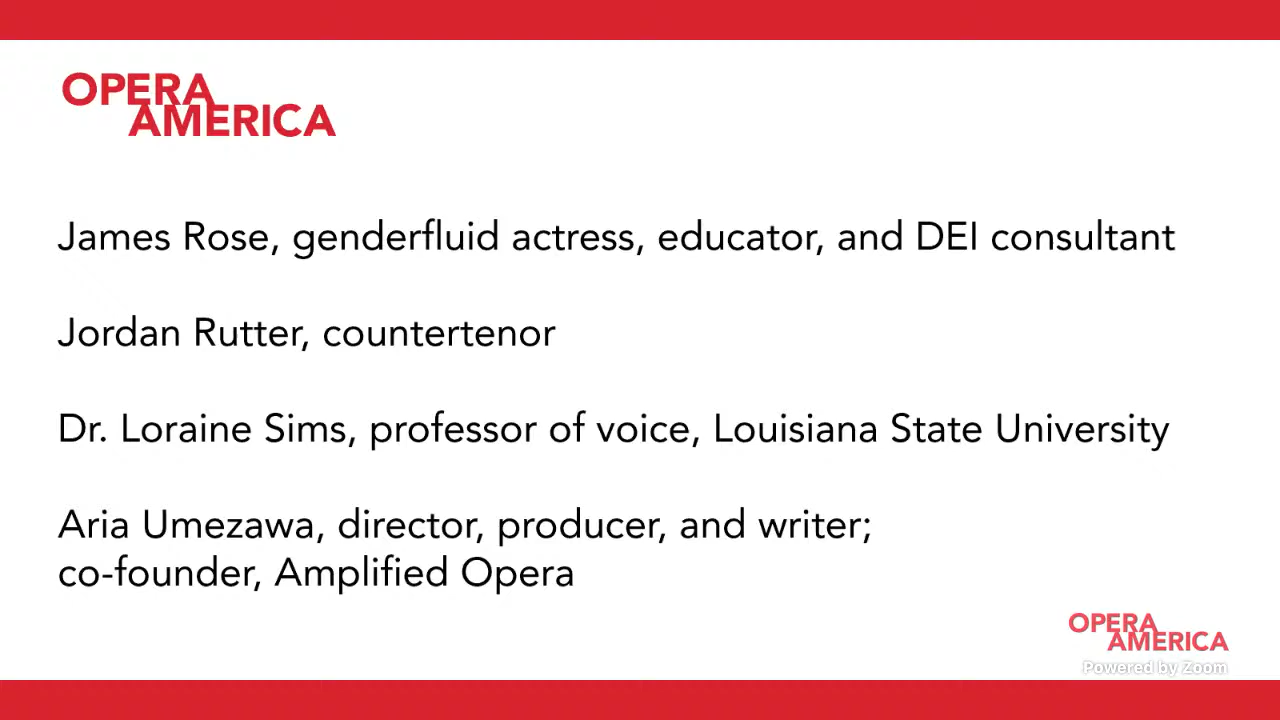 OPERA
AMERICA
James Rose, genderfluid actress, educator, and DEI consultant
Jordan Rutter, countertenor
Dr. Loraine Sims, professor of voice, Louisiana State University
Aria Umezawa, director, producer, and writer;
co-founder, Amplified Opera
OPERA
AMERICA
Powered by Zoom